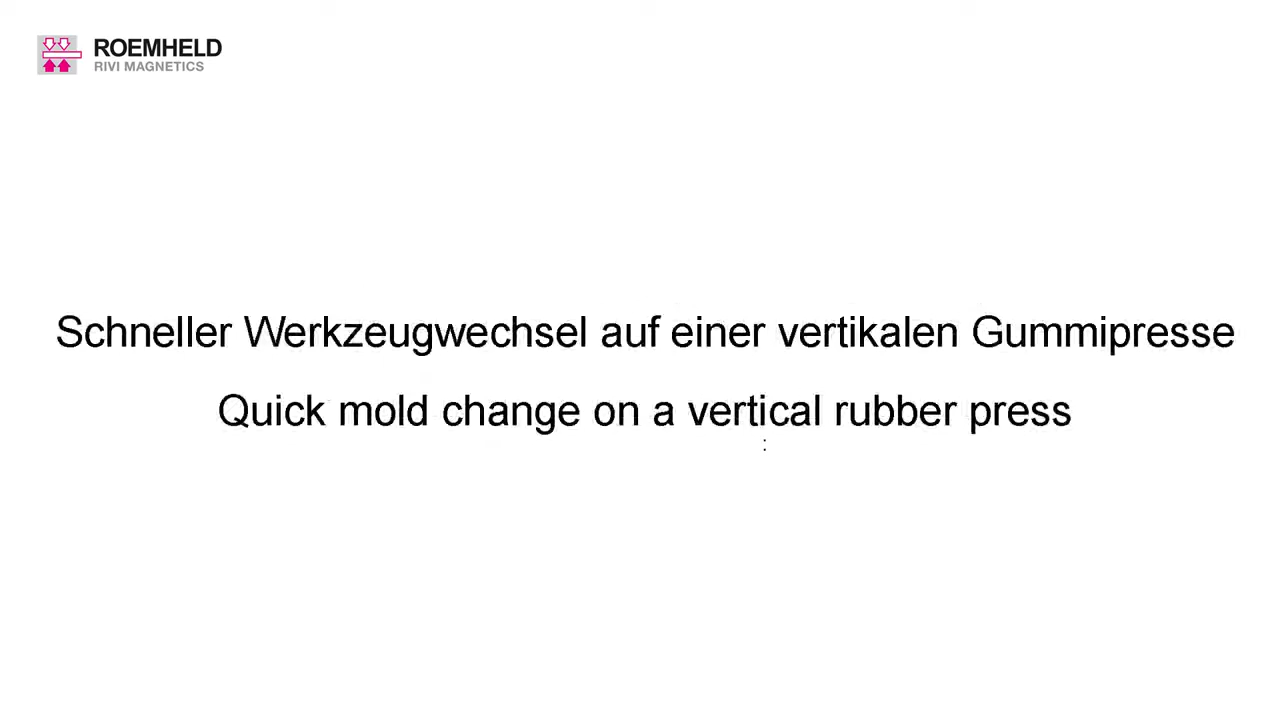 ROEMHELD
RIVI MAGNETICS
Schneller Werkzeugwechsel auf einer vertikalen Gummipresse
Quick mold change on a vertical rubber press